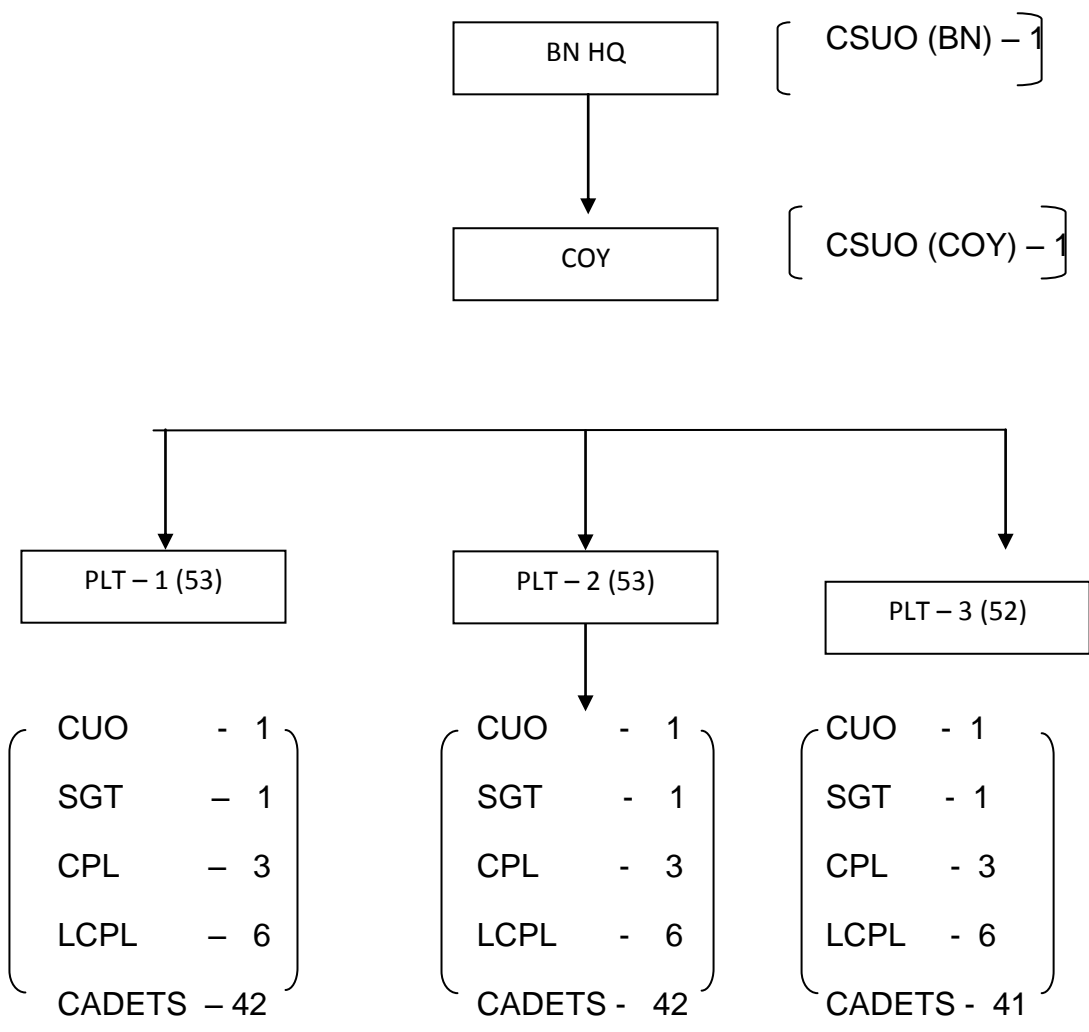 BN HQ
CSUO (BN) – 1
COY
CSUO (COY) – 1
PLT – 1 (53)
PLT – 2 (53)
PLT – 3 (52)
CUO - 1
SGT – 1
CPL – 3
LCPL – 6
CADETS – 42
CUO - 1
SGT - 1
CPL - 3
LCPL - 6
CADETS - 42
CUO - 1
SGT - 1
CPL - 3
LCPL - 6
CADETS - 41